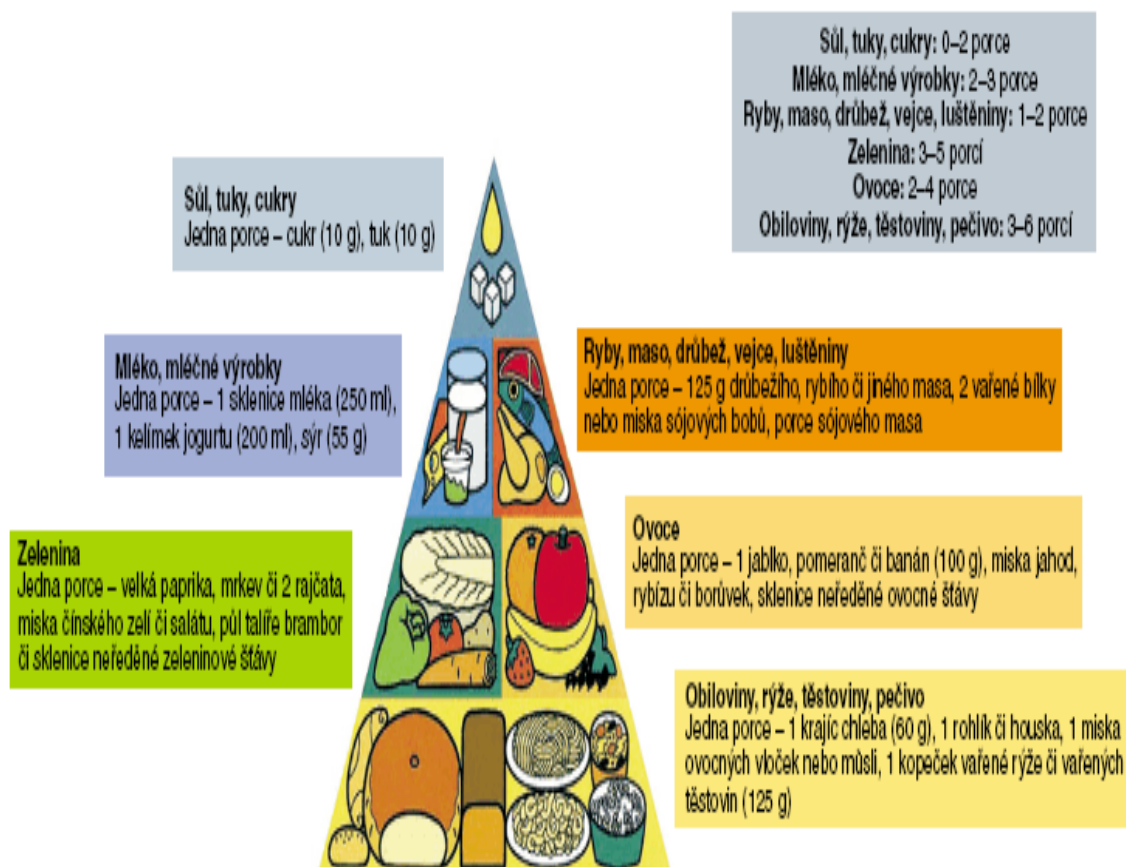 Sůl, tuky, cukry: 0–2 porce
Mléko, mléčné výrobky: 2–3 porce
Ryby, maso, drůbež, vejce, luštěniny: 1–2 porce
Zelenina: 3–5 porcí
Ovoce: 2–4 porce
Obiloviny, rýže, těstoviny, pečivo: 3–6 porcí
Sůl, tuky, cukry
Jedna porce – cukr (10 g), tuk (10 g)
Mléko, mléčné výrobky
Jedna porce – 1 sklenice mléka (250 ml),
1 kelímek jogurtu (200 ml), sýr (55 g)
Ryby, maso, drůbež, vejce, luštěniny
Jedna porce – 125 g drůbežího, rybího či jiného masa, 2 vařené bílky
nebo miska sójových bobů, porce sójového masa
Zelenina
Jedna porce – velká paprika, mrkev či 2 rajčata,
miska čínského zelí či salátu, půl talíře brambor
či sklenice neředěné zeleninové šťávy
Ovoce
Jedna porce – 1 jablko, pomeranč či banán (100 g), miska jahod,
rybízu či borůvek, sklenice neředěné ovocné šťávy
Obiloviny, rýže, těstoviny, pečivo
Jedna porce – 1 krajíc chleba (60 g), 1 rohlík či houska, 1 miska
ovocných vloček nebo műsli, 1 kopeček vařené rýže či vařených
těstovin (125 g)